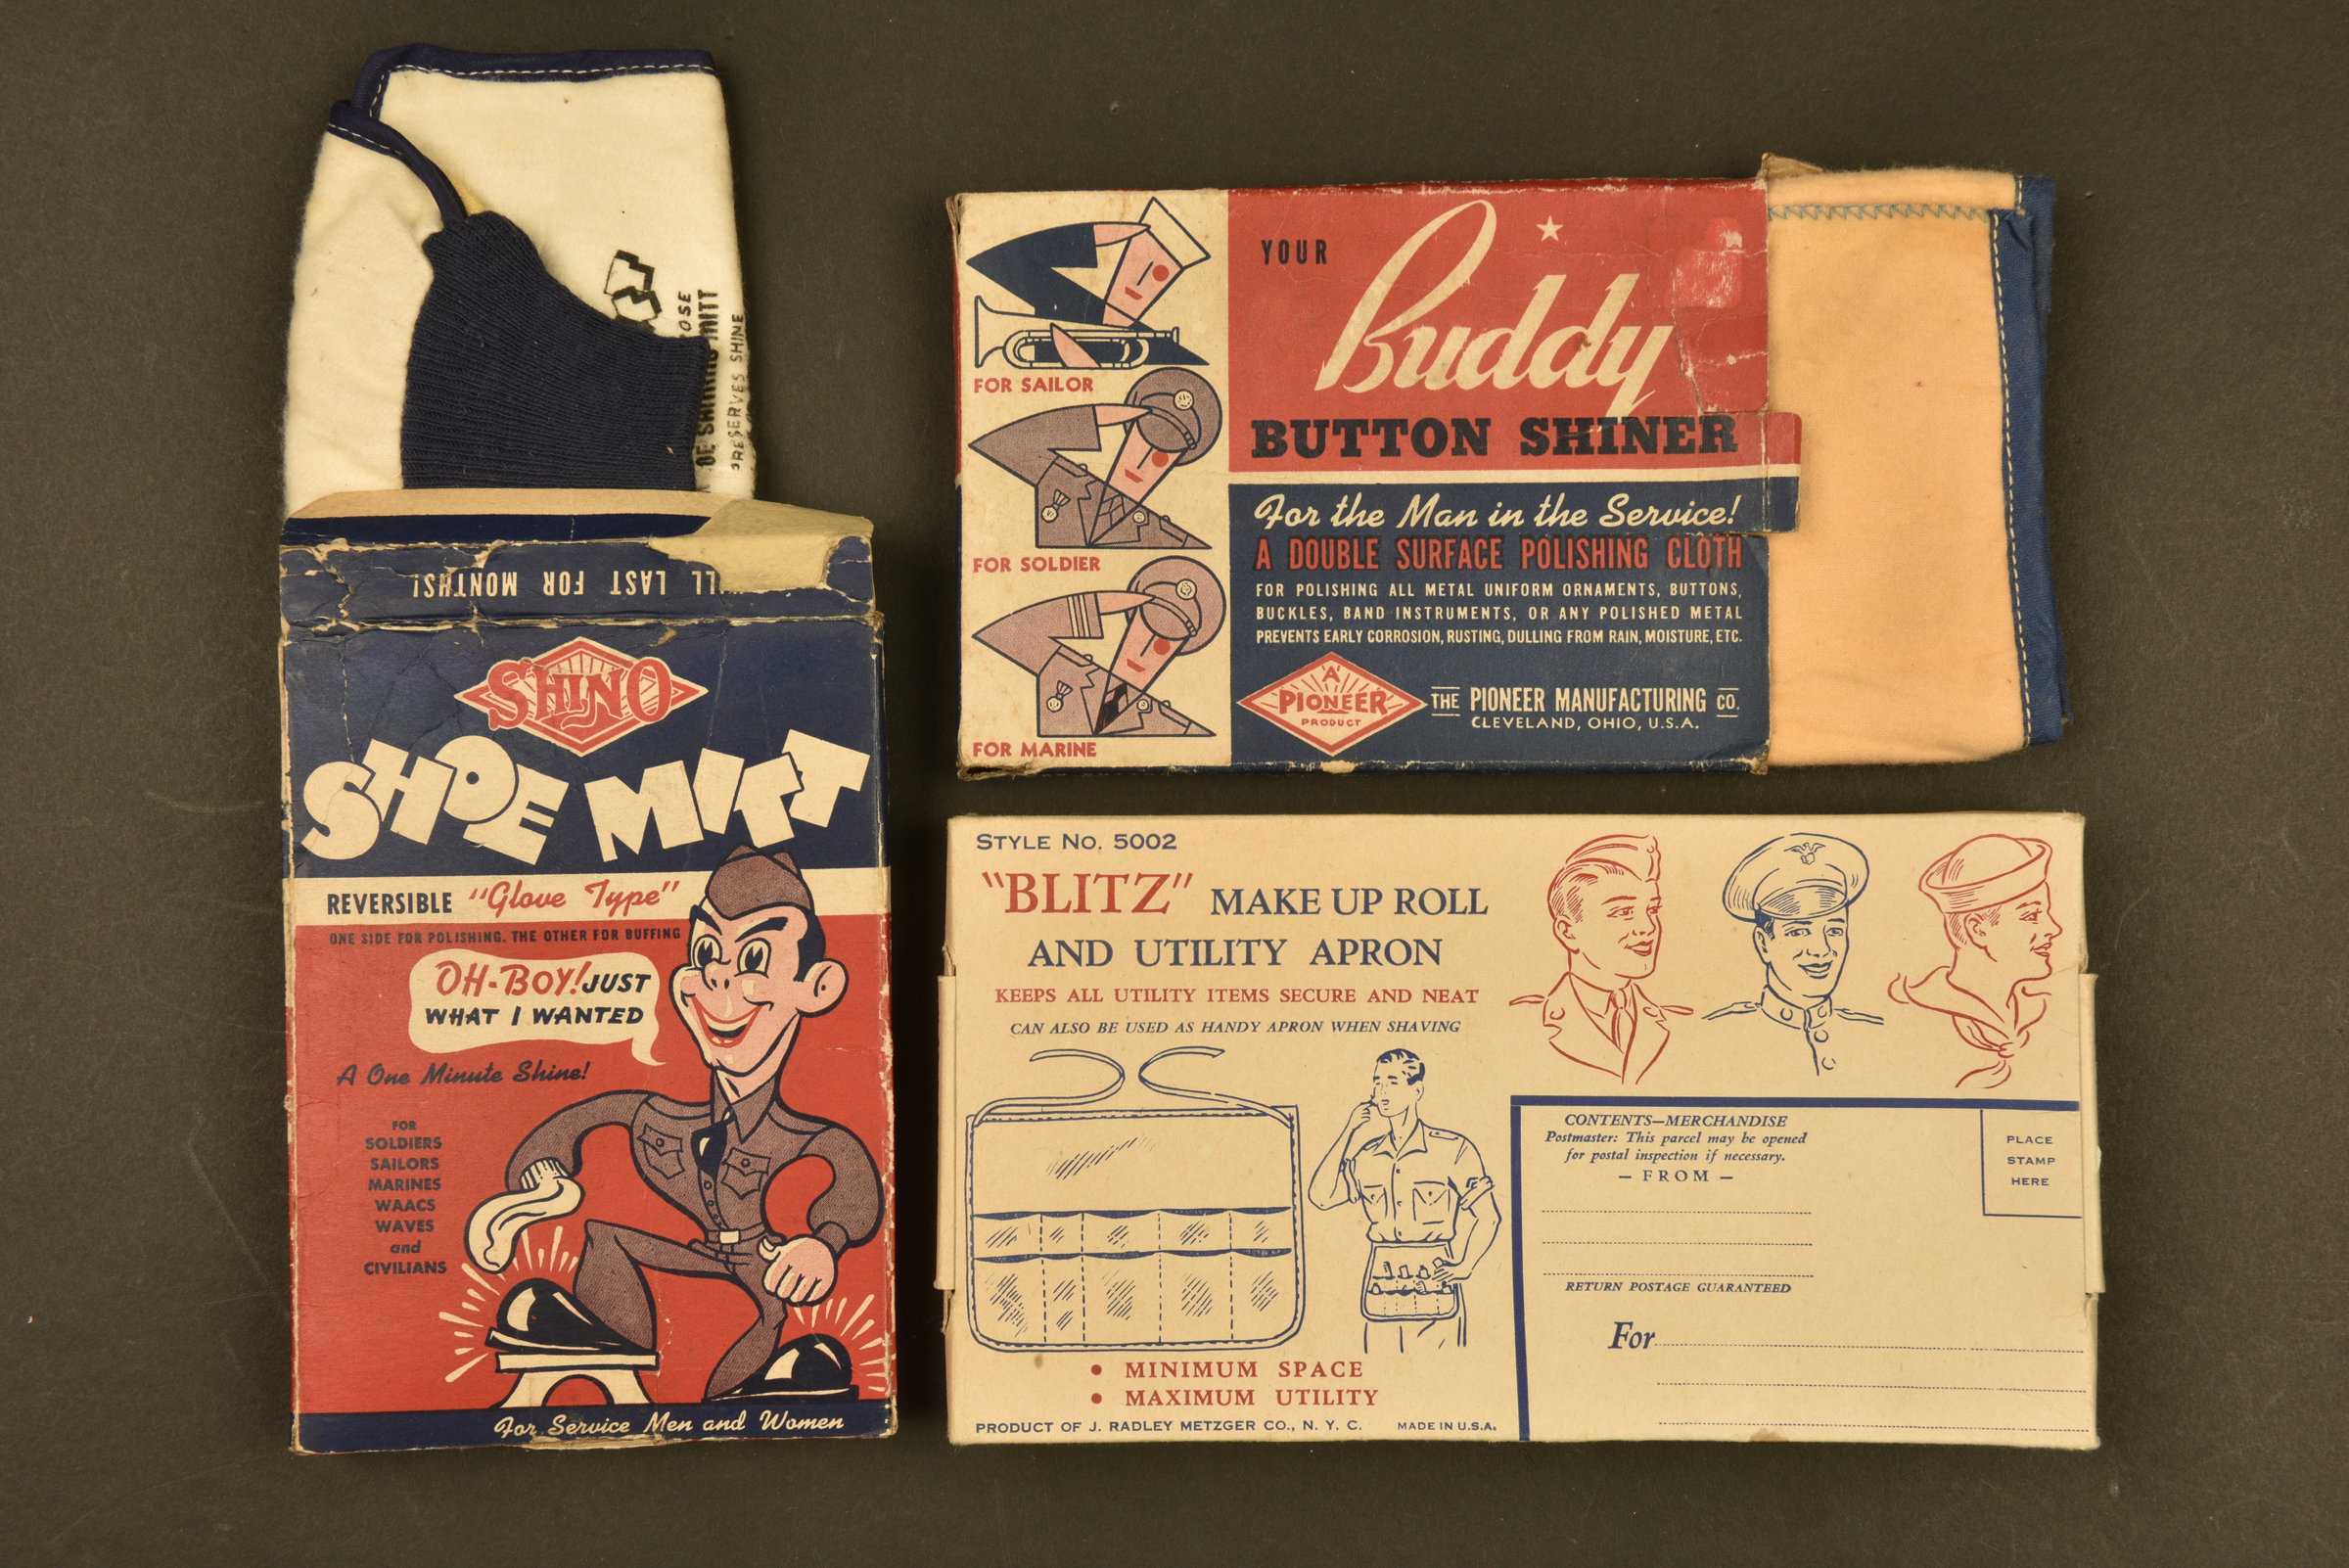 OSE
OE SAVING MITT
PRESERVES SHINE
LAST FOR MONTHS!
SHINO
SHOE MITT
REVERSIBLE "Glove Type"
ONE SIDE FOR POLISHING. THE OTHER FOR BUFFING
OH-BOY! JUST
WHAT I WANTED
A One Minute Shine!
FOR
SOLDIERS
SAILORS
MARINES
WAACS
WAVES
and
CIVILIANS
For Service Men and Women
FOR SAILOR
FOR SOLDIER
FOR MARINE
YOUR
Buddy
BUTTON SHINER
For the Man in the Service!
A DOUBLE SURFACE POLISHING CLOTH
FOR POLISHING ALL METAL UNIFORM ORNAMENTS, BUTTONS,
BUCKLES, BAND INSTRUMENTS, OR ANY POLISHED METAL
PREVENTS EARLY CORROSION, RUSTING, DULLING FROM RAIN, MOISTURE, ETC.
A
PIONEER
PRODUCT
THE PIONEER MANUFACTURING CO.
CLEVELAND, OHIO, U.S.A.
STYLE No. 5002
"BLITZ" MAKE UP ROLL
AND UTILITY APRON
KEEPS ALL UTILITY ITEMS SECURE AND NEAT
CAN ALSO BE USED AS HANDY APRON WHEN SHAVING
• MINIMUM SPACE
• MAXIMUM UTILITY
PRODUCT OF J. RADLEY METZGER CO., N. Y. C. MADE IN U.S.A.
CONTENTS—MERCHANDISE
Postmaster: This parcel may be opened
for postal inspection if necessary.
— FROM —
RETURN POSTAGE GUARANTEED
For
PLACE
STAMP
HERE